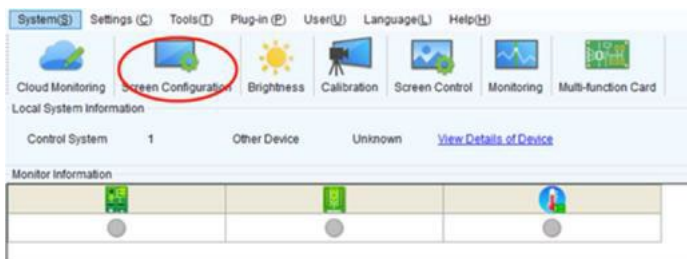 System(S) Settings (C) Tools(T) Plug-in (P) User(U) Language(L) Help(H)
Cloud Monitoring Screen Configuration Brightness Calibration Screen Control Monitoring Multi-function Card
Local System Information
Control System 1 Other Device Unknown View Details of Device
Monitor Information